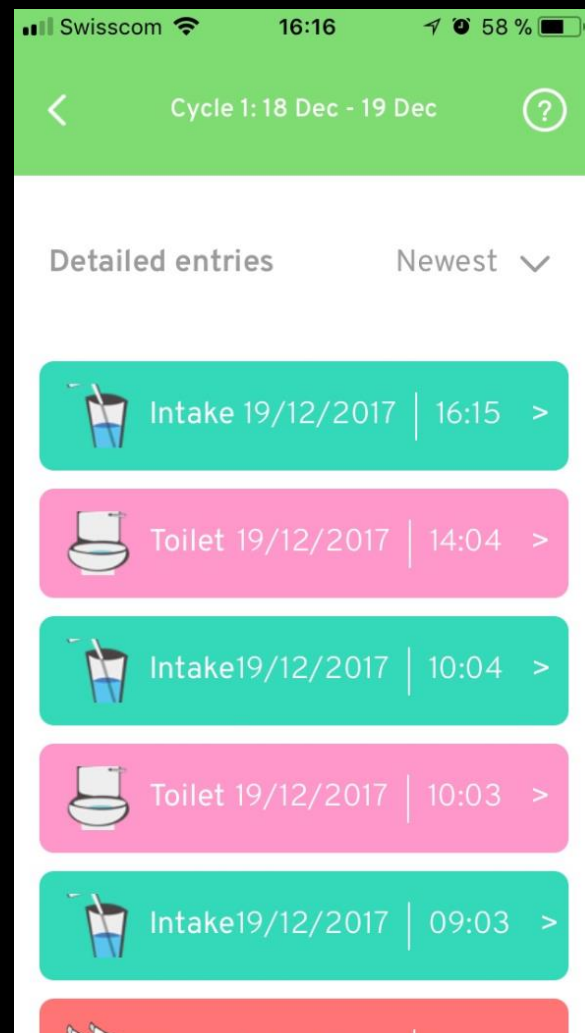 Swisscom 16:16 58 %
Cycle 1: 18 Dec - 19 Dec ?
Detailed entries Newest
Intake 19/12/2017 | 16:15 >
Toilet 19/12/2017 | 14:04 >
Intake19/12/2017 | 10:04 >
Toilet 19/12/2017 | 10:03 >
Intake19/12/2017 | 09:03 >